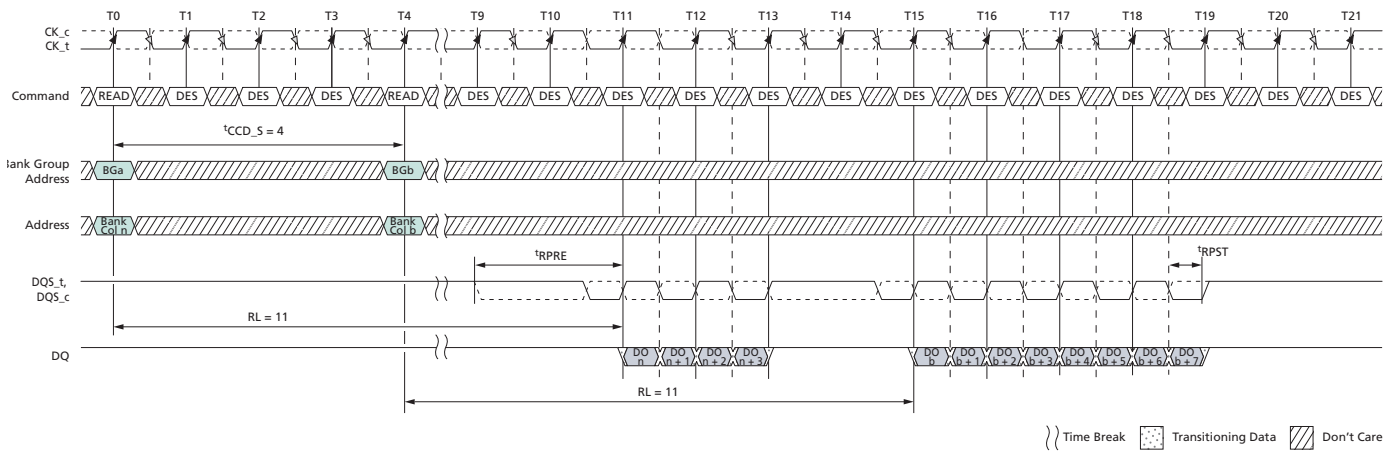 T0 T1 T2 T3 T4 T9 T10 T11 T12 T13 T14 T15 T16 T17 T18 T19 T20 T21
CK_c
CK_t
Command READ DES DES DES READ DES DES DES DES DES DES DES DES DES DES DES DES DES
tCCD_S = 4
Bank Group
Address
BGa BGb
Address
Bank
Col n
Bank
Col b
tRPRE tRPST
DQS_t,
DQS_c
RL = 11
DQ
DO DO DO DO DO DO DO DO DO DO DO DO
n n + 1 n + 2 n + 3 b b + 1 b + 2 b + 3 b + 4 b + 5 b + 6 b + 7
RL = 11
Time Break Transitioning Data Don't Care